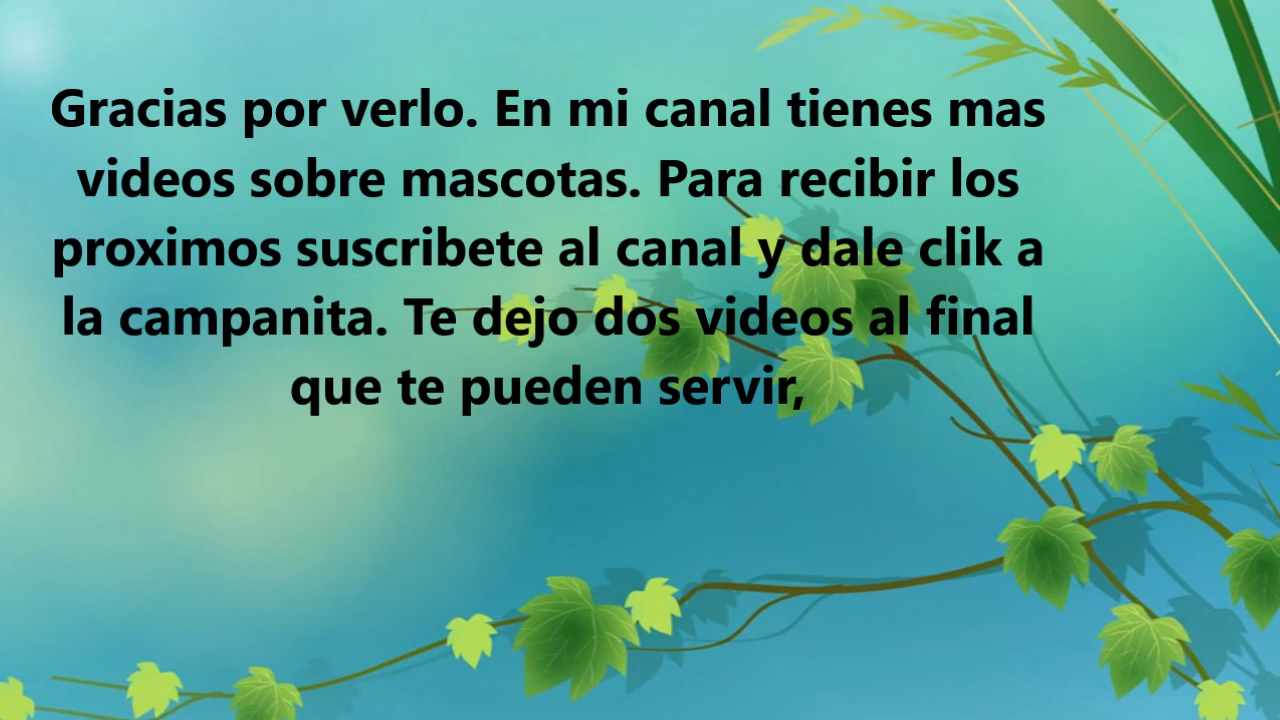 Gracias por verlo. En mi canal tienes mas
videos sobre mascotas. Para recibir los
proximos suscribete al canal y dale clik a
la campanita. Te dejo dos videos al final
que te pueden servir,